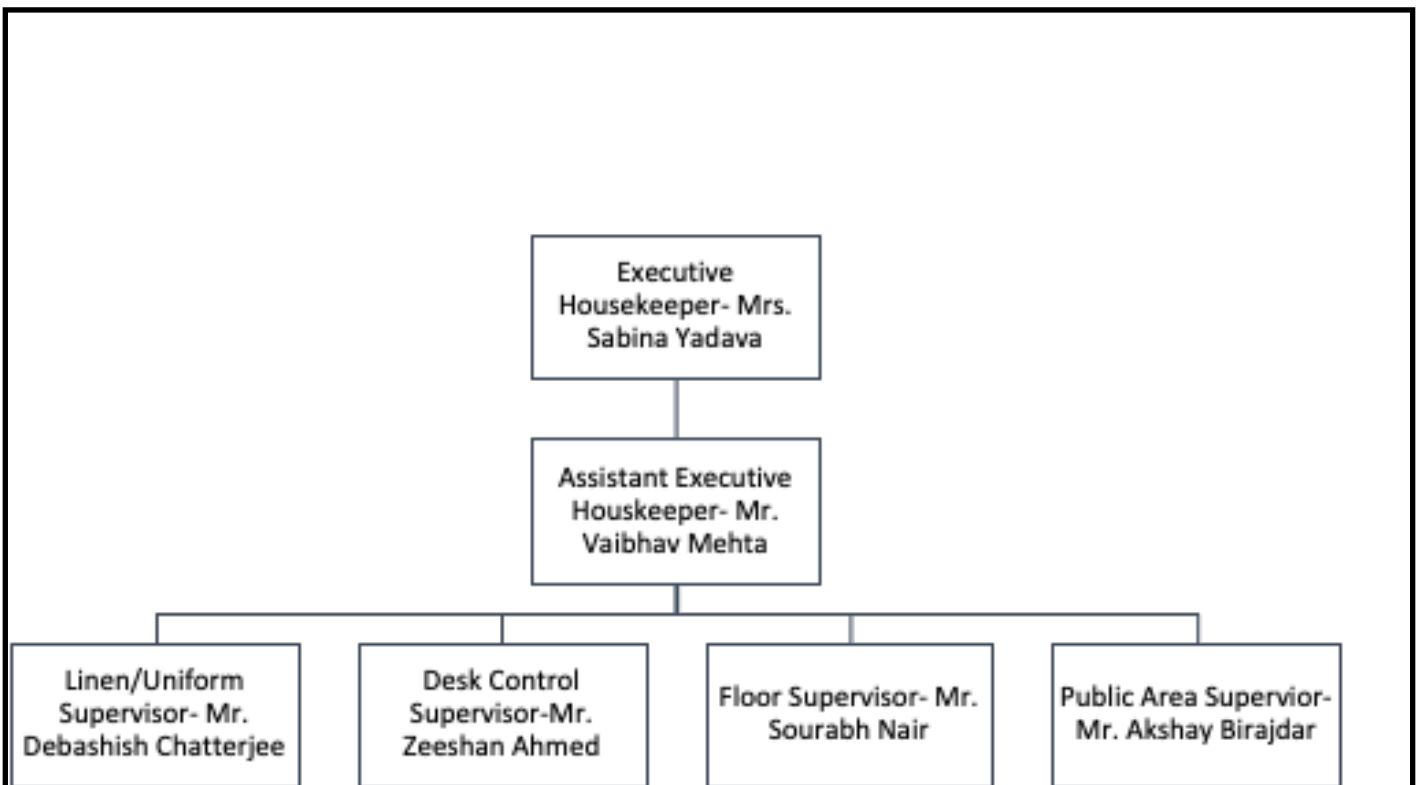 Executive
Housekeeper- Mrs.
Sabina Yadava
Assistant Executive
Houskeeper- Mr.
Vaibhav Mehta
Linen/Uniform
Supervisor- Mr.
Debashish Chatterjee
Desk Control
Supervisor-Mr.
Zeeshan Ahmed
Floor Supervisor- Mr.
Sourabh Nair
Public Area Supervior-
Mr. Akshay Birajdar